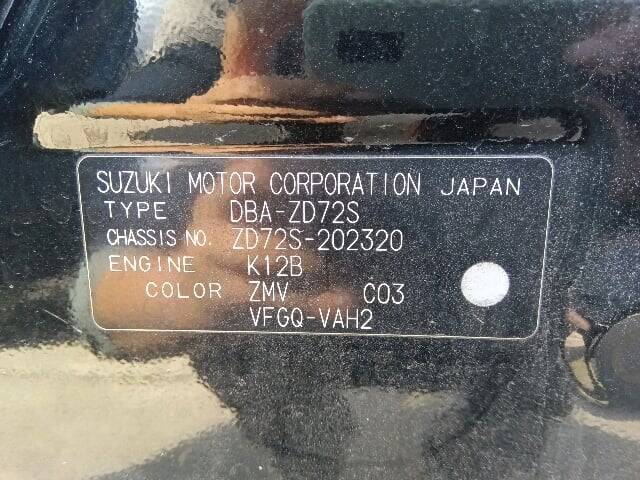 SUZUKI MOTOR CORPORATION JAPAN
TYPE DBA-ZD72S
CHASSIS NO. ZD72S-202320
ENGINE K12B
COLOR ZMV C03
VFGQ-VAH2